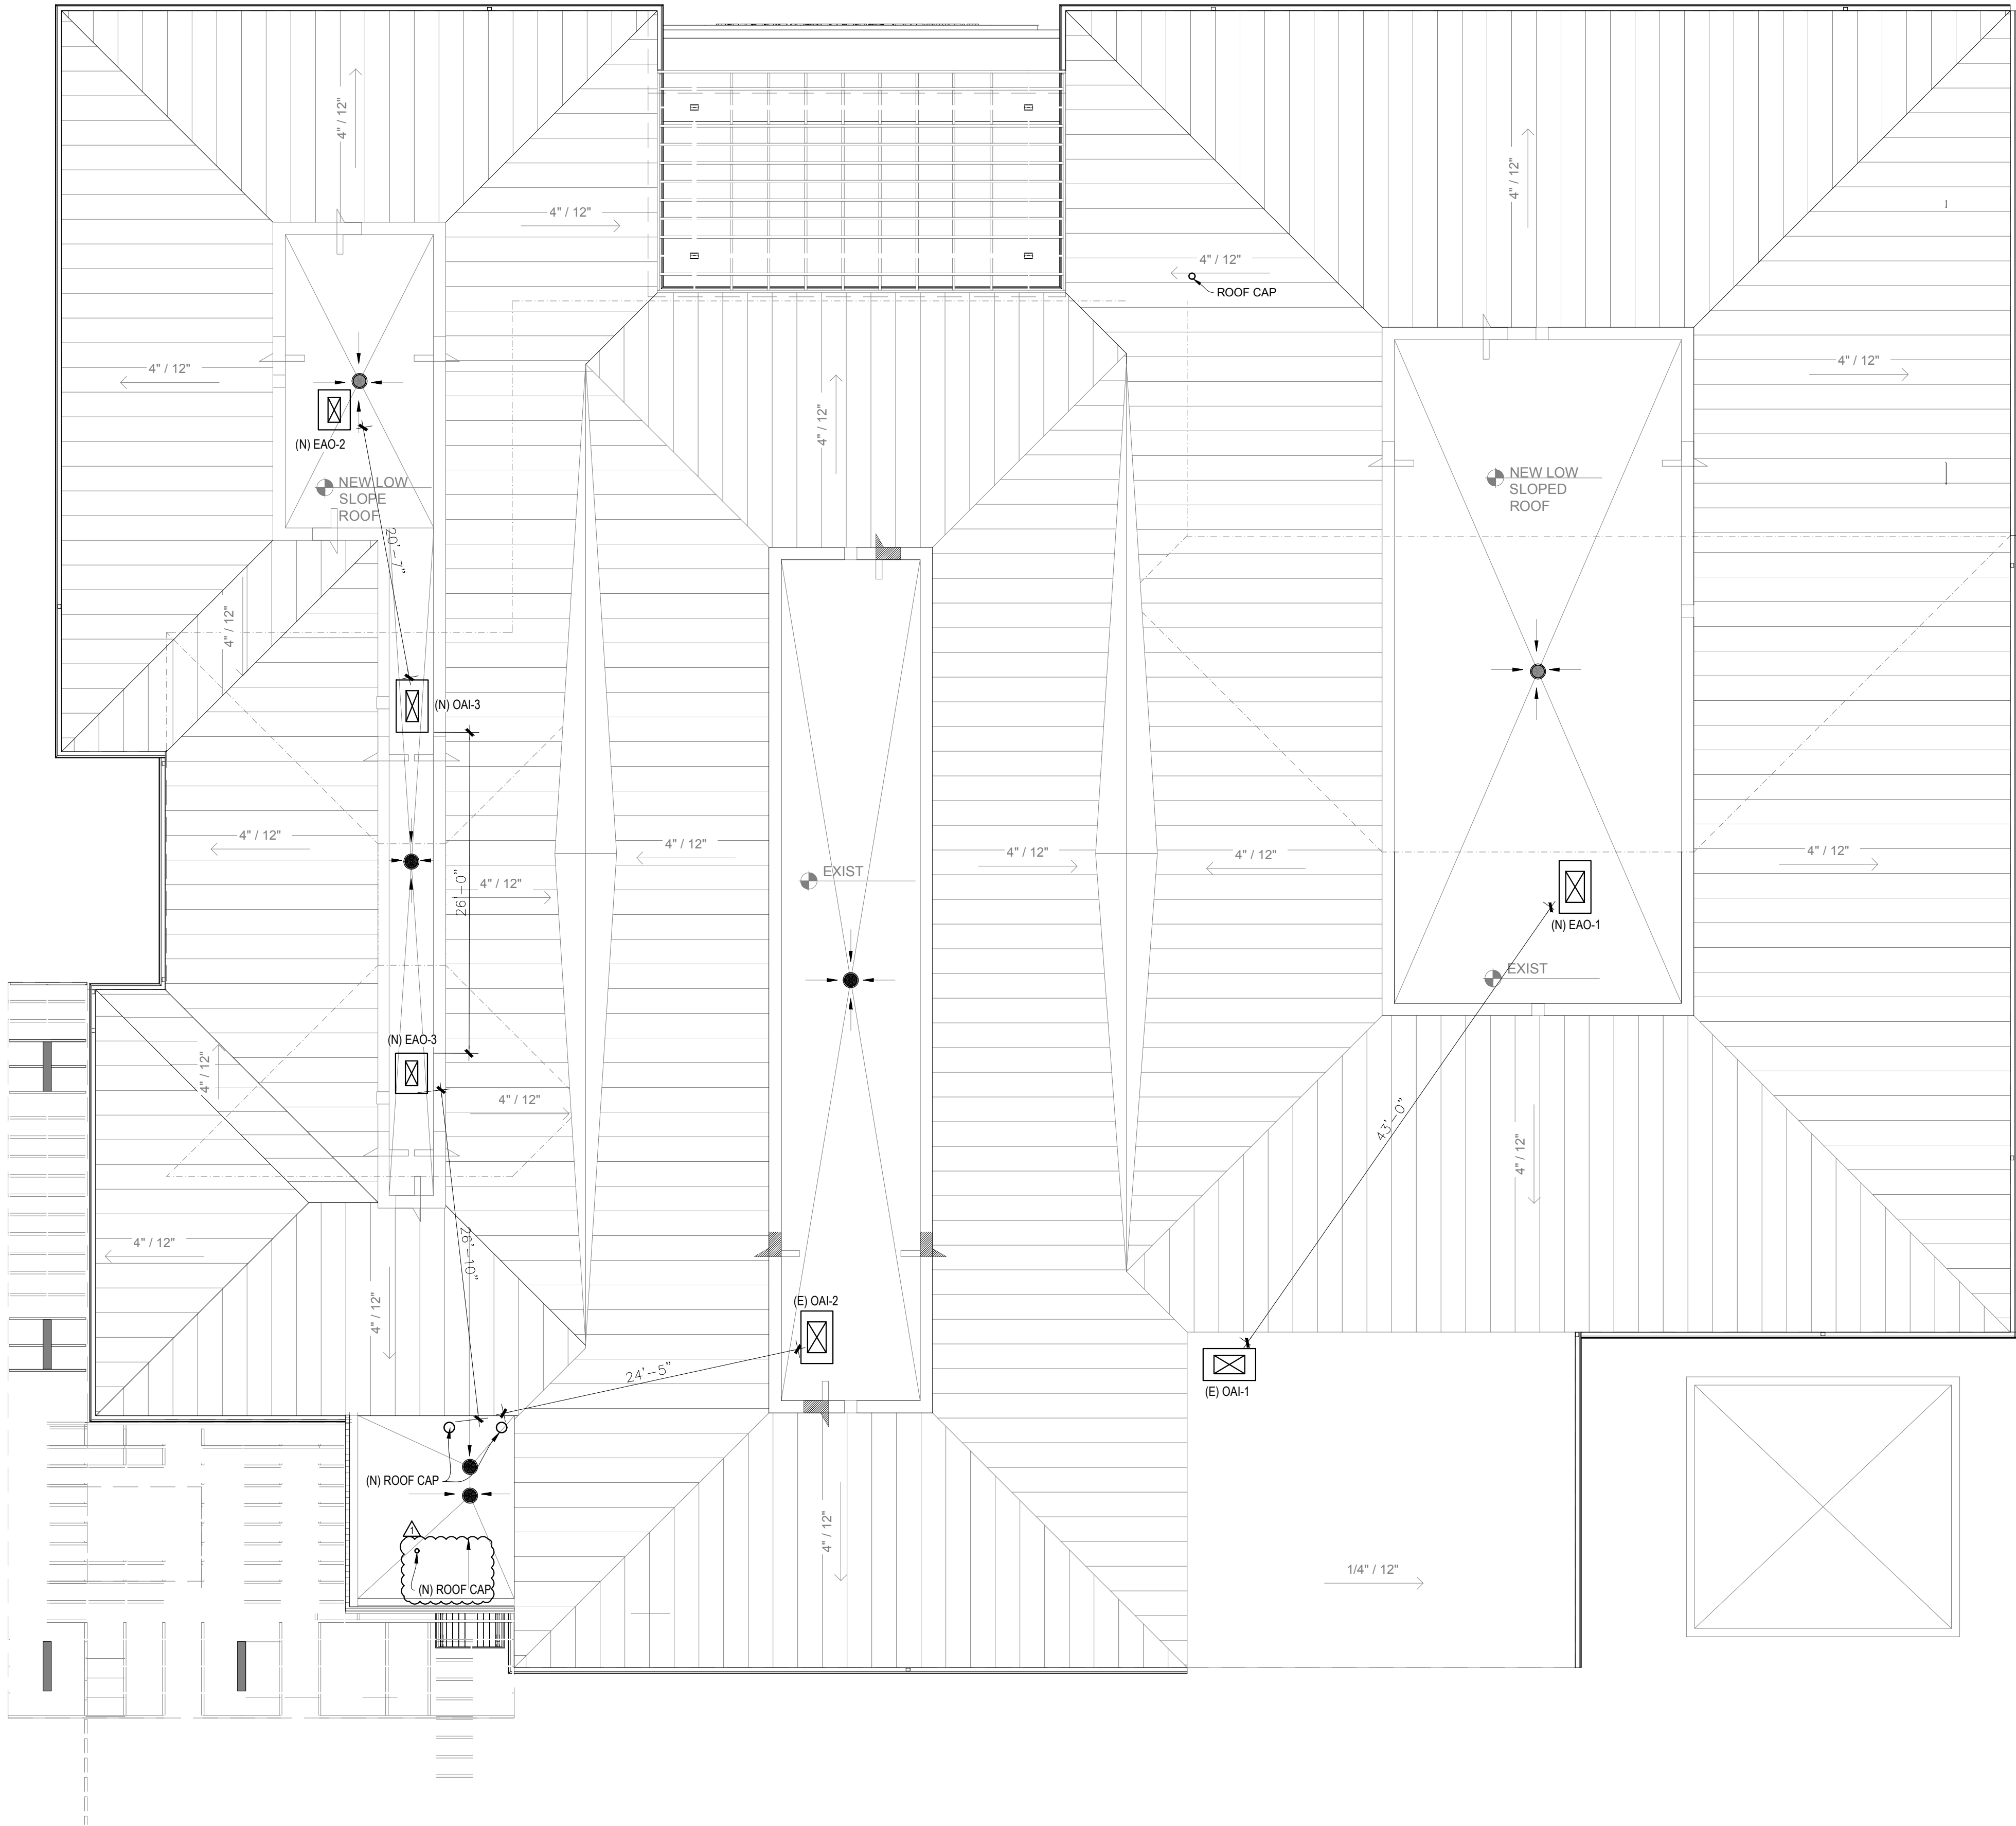 4" / 12"
4" / 12"
4" / 12"
4" / 12"
ROOF CAP
4" / 12"
4" / 12"
4" / 12"
(N) EAO-2
NEW LOW
SLOPE
ROOF
NEW LOW
SLOPED
ROOF
20'-7"
4" / 12"
(N) OAI-3
4" / 12"
4" / 12"
4" / 12"
4" / 12"
4" / 12"
EXIST
4" / 12"
26'-0"
(N) EAO-1
EXIST
(N) EAO-3
4" / 12"
4" / 12"
43'-0"
4" / 12"
4" / 12"
26'-10"
4" / 12"
(E) OAI-2
24'-5"
(E) OAI-1
(N) ROOF CAP
1
4" / 12"
1/4" / 12"
(N) ROOF CAP